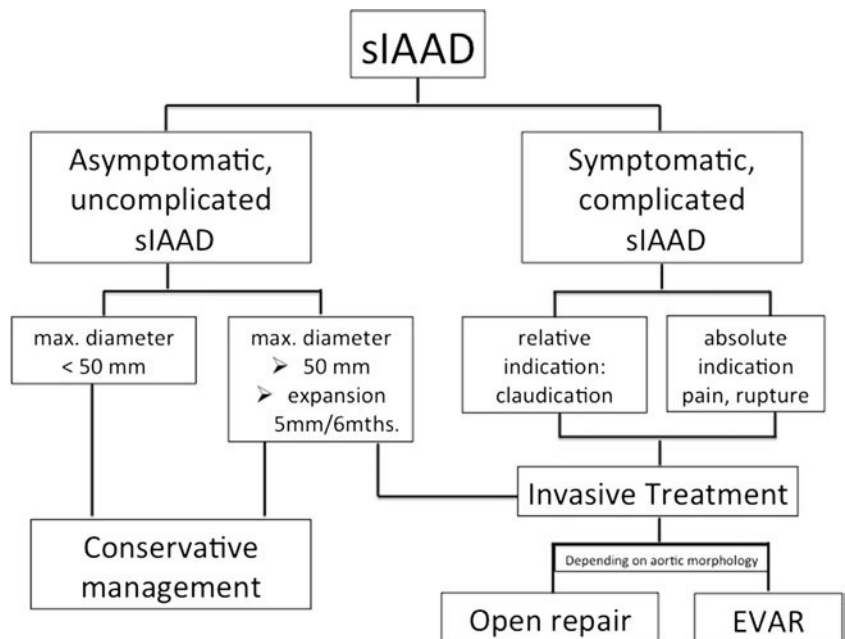 sIAAD
Asymptomatic,
uncomplicated
sIAAD
Symptomatic,
complicated
sIAAD
max. diameter
< 50 mm
max. diameter
➢ 50 mm
➢ expansion
5mm/6mths.
relative
indication:
claudication
absolute
indication
pain, rupture
Invasive Treatment
Conservative
management
Depending on aortic morphology
Open repair
EVAR